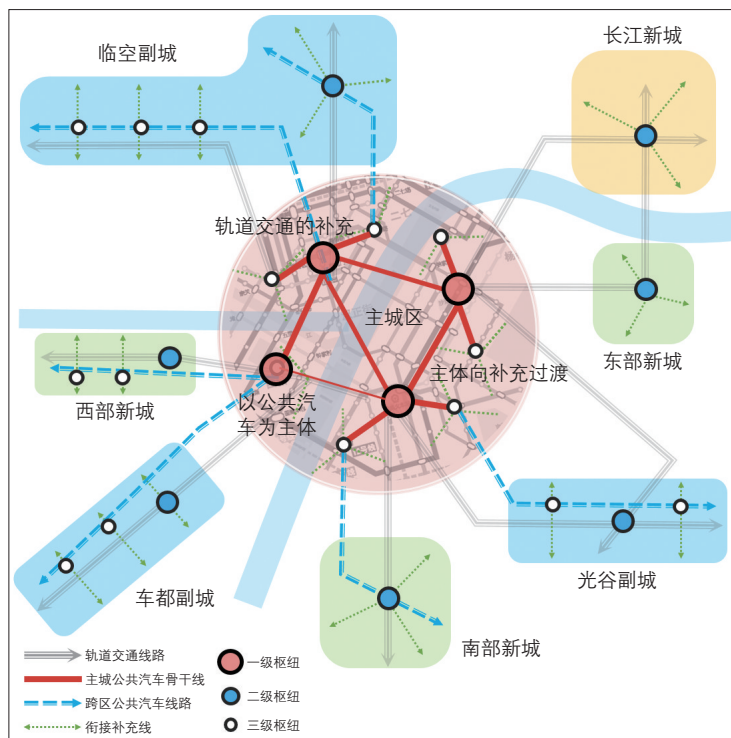 临空副城
长江新城
轨道交通的补充
主城区
东部新城
主体向补充过渡
西部新城
以公共汽
车为主体
光谷副城
车都副城
南部新城
轨道交通线路
主城公共汽车骨干线
跨区公共汽车线路
衔接补充线
一级枢纽
二级枢纽
三级枢纽